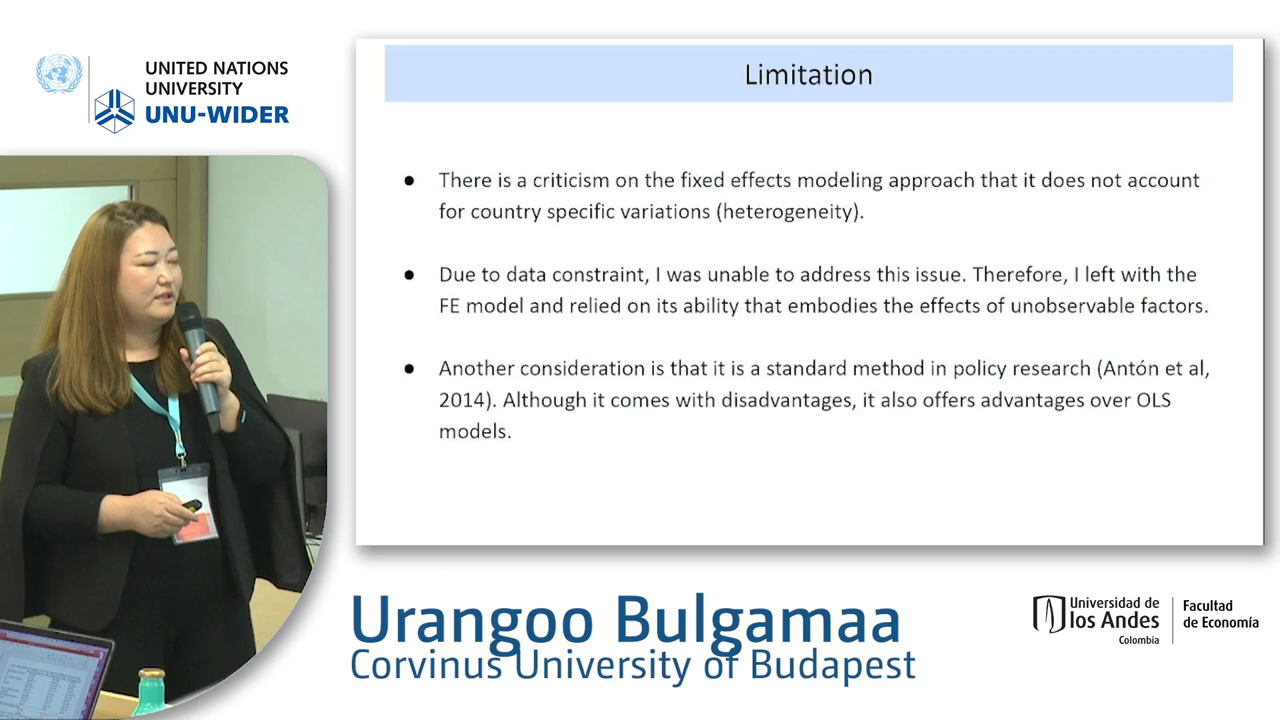 UNITED NATIONS
UNIVERSITY
UNU-WIDER
Limitation
• There is a criticism on the fixed effects modeling approach that it does not account
for country specific variations (heterogeneity).
• Due to data constraint, I was unable to address this issue. Therefore, I left with the
FE model and relied on its ability that embodies the effects of unobservable factors.
• Another consideration is that it is a standard method in policy research (Antón et al,
2014). Although it comes with disadvantages, it also offers advantages over OLS
models.
Urangoo Bulgamaa
Corvinus University of Budapest
Universidad de
los Andes
Colombia
Facultad
de Economía